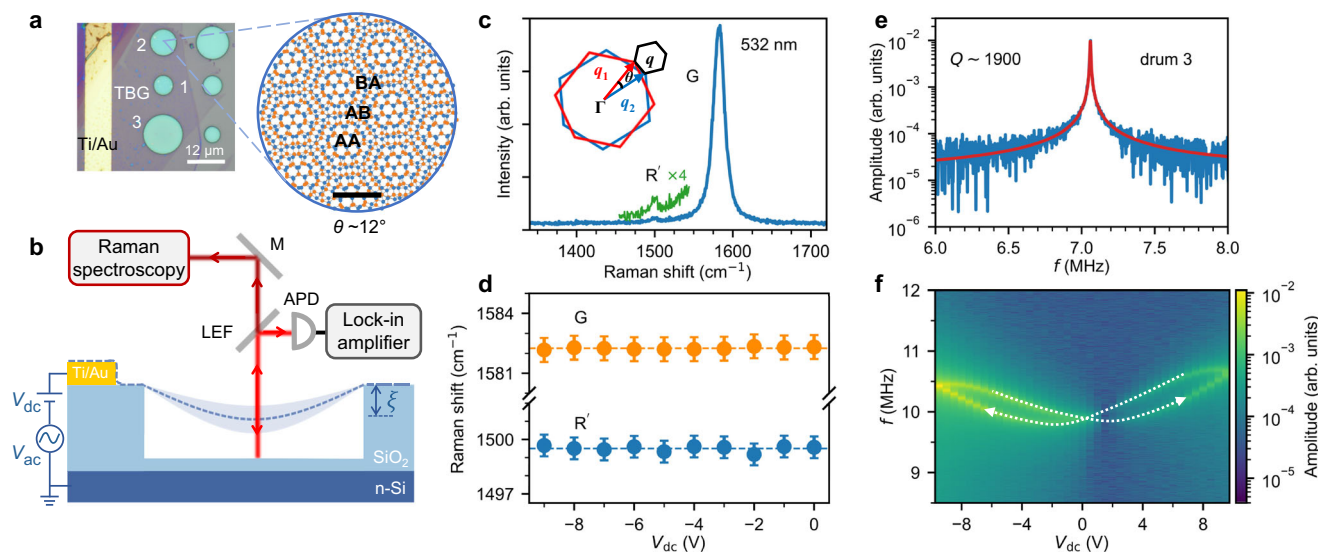 a
2
1
TBG
3
Ti/Au
12 μm
BA
AB
AA
θ ~12°
b
Raman
spectroscopy
M
APD
LEF
Lock-in
amplifier
Ti/Au
Vdc
Vac
ξ
SiO₂
n-Si
c
532 nm
G
q₁
θ
q
Γ
q₂
R′ ×4
Intensity (arb. units)
1400 1500 1600 1700
Raman shift (cm⁻¹)
d
1584
G
1581
R′
1500
1497
Raman shift (cm⁻¹)
−8 −6 −4 −2 0
Vdc (V)
e
Q ~ 1900
drum 3
10⁻²
10⁻³
10⁻⁴
10⁻⁵
10⁻⁶
Amplitude (arb. units)
6.0 6.5 7.0 7.5 8.0
f (MHz)
f
12
11
10
9
f (MHz)
−8 −4 0 4 8
Vdc (V)
10⁻²
10⁻³
10⁻⁴
10⁻⁵
Amplitude (arb. units)